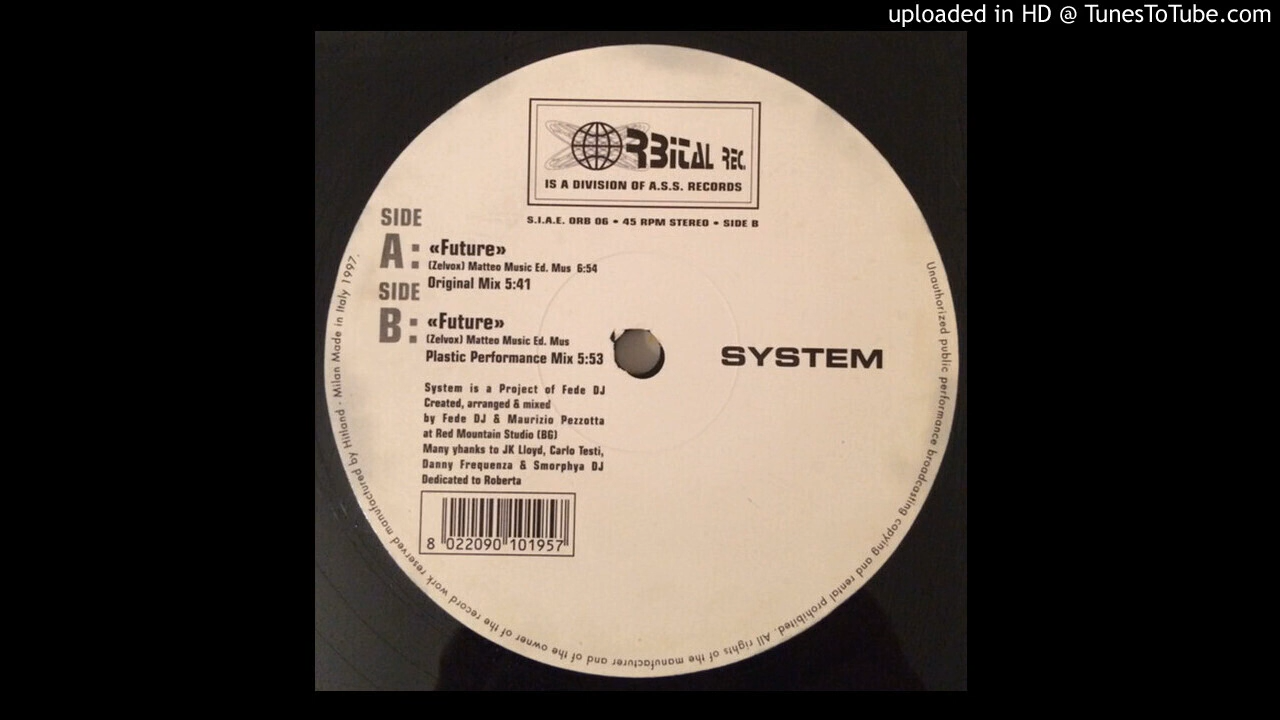 uploaded in HD @ TunesToTube.com
ORBITAL REC.
IS A DIVISION OF A.S.S. RECORDS
S.I.A.E. ORB 06 • 45 RPM STEREO • SIDE B
SIDE
A: «Future»
(Zelvox) Matteo Music Ed. Mus 6:54
Original Mix 5:41
SIDE
B: «Future»
(Zelvox) Matteo Music Ed. Mus
Plastic Performance Mix 5:53
SYSTEM
System is a Project of Fede DJ
Created, arranged & mixed
by Fede DJ & Maurizio Pezzotta
at Red Mountain Studio (BG)
Many yhanks to JK Lloyd, Carlo Testi,
Danny Frequenza & Smorphya DJ
Dedicated to Roberta
8 022090 101957
Unauthorized public performance broadcasting copying and rental prohibited. All rights of the manufacturer and of the owner of the record work reserved manufactured by Hitland - Milan Made in Italy 1997.